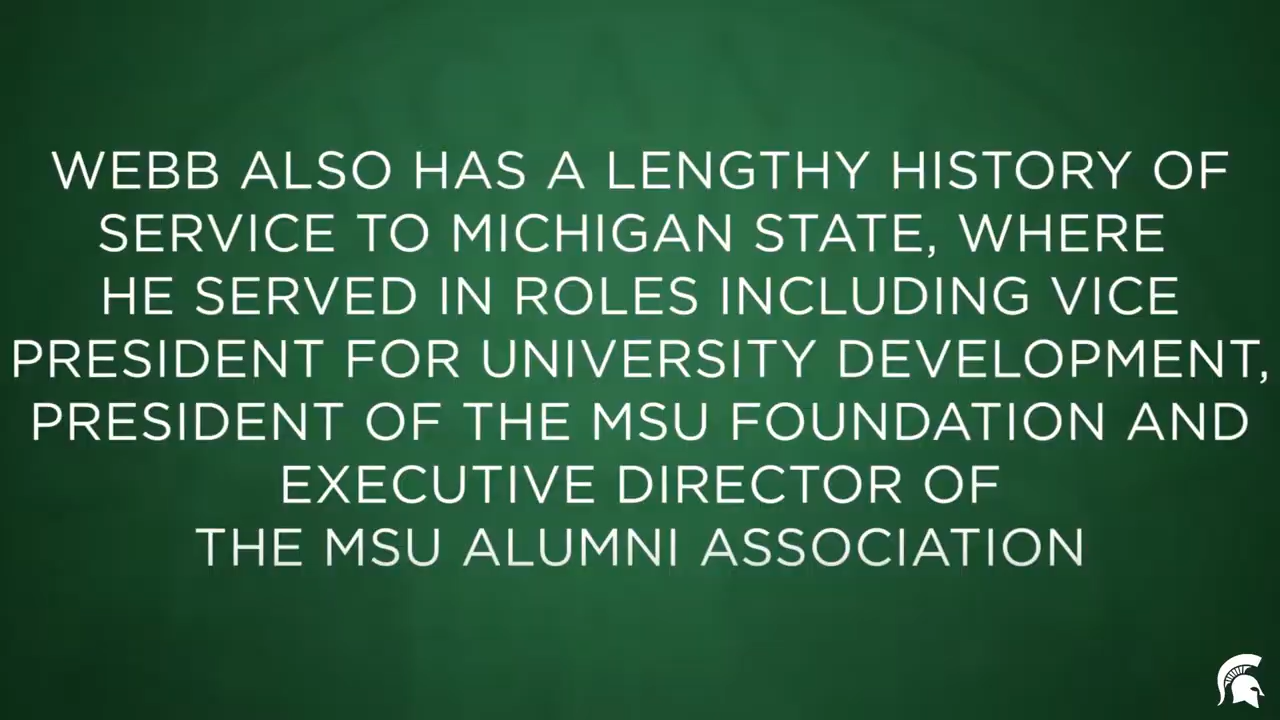 WEBB ALSO HAS A LENGTHY HISTORY OF
SERVICE TO MICHIGAN STATE, WHERE
HE SERVED IN ROLES INCLUDING VICE
PRESIDENT FOR UNIVERSITY DEVELOPMENT,
PRESIDENT OF THE MSU FOUNDATION AND
EXECUTIVE DIRECTOR OF
THE MSU ALUMNI ASSOCIATION